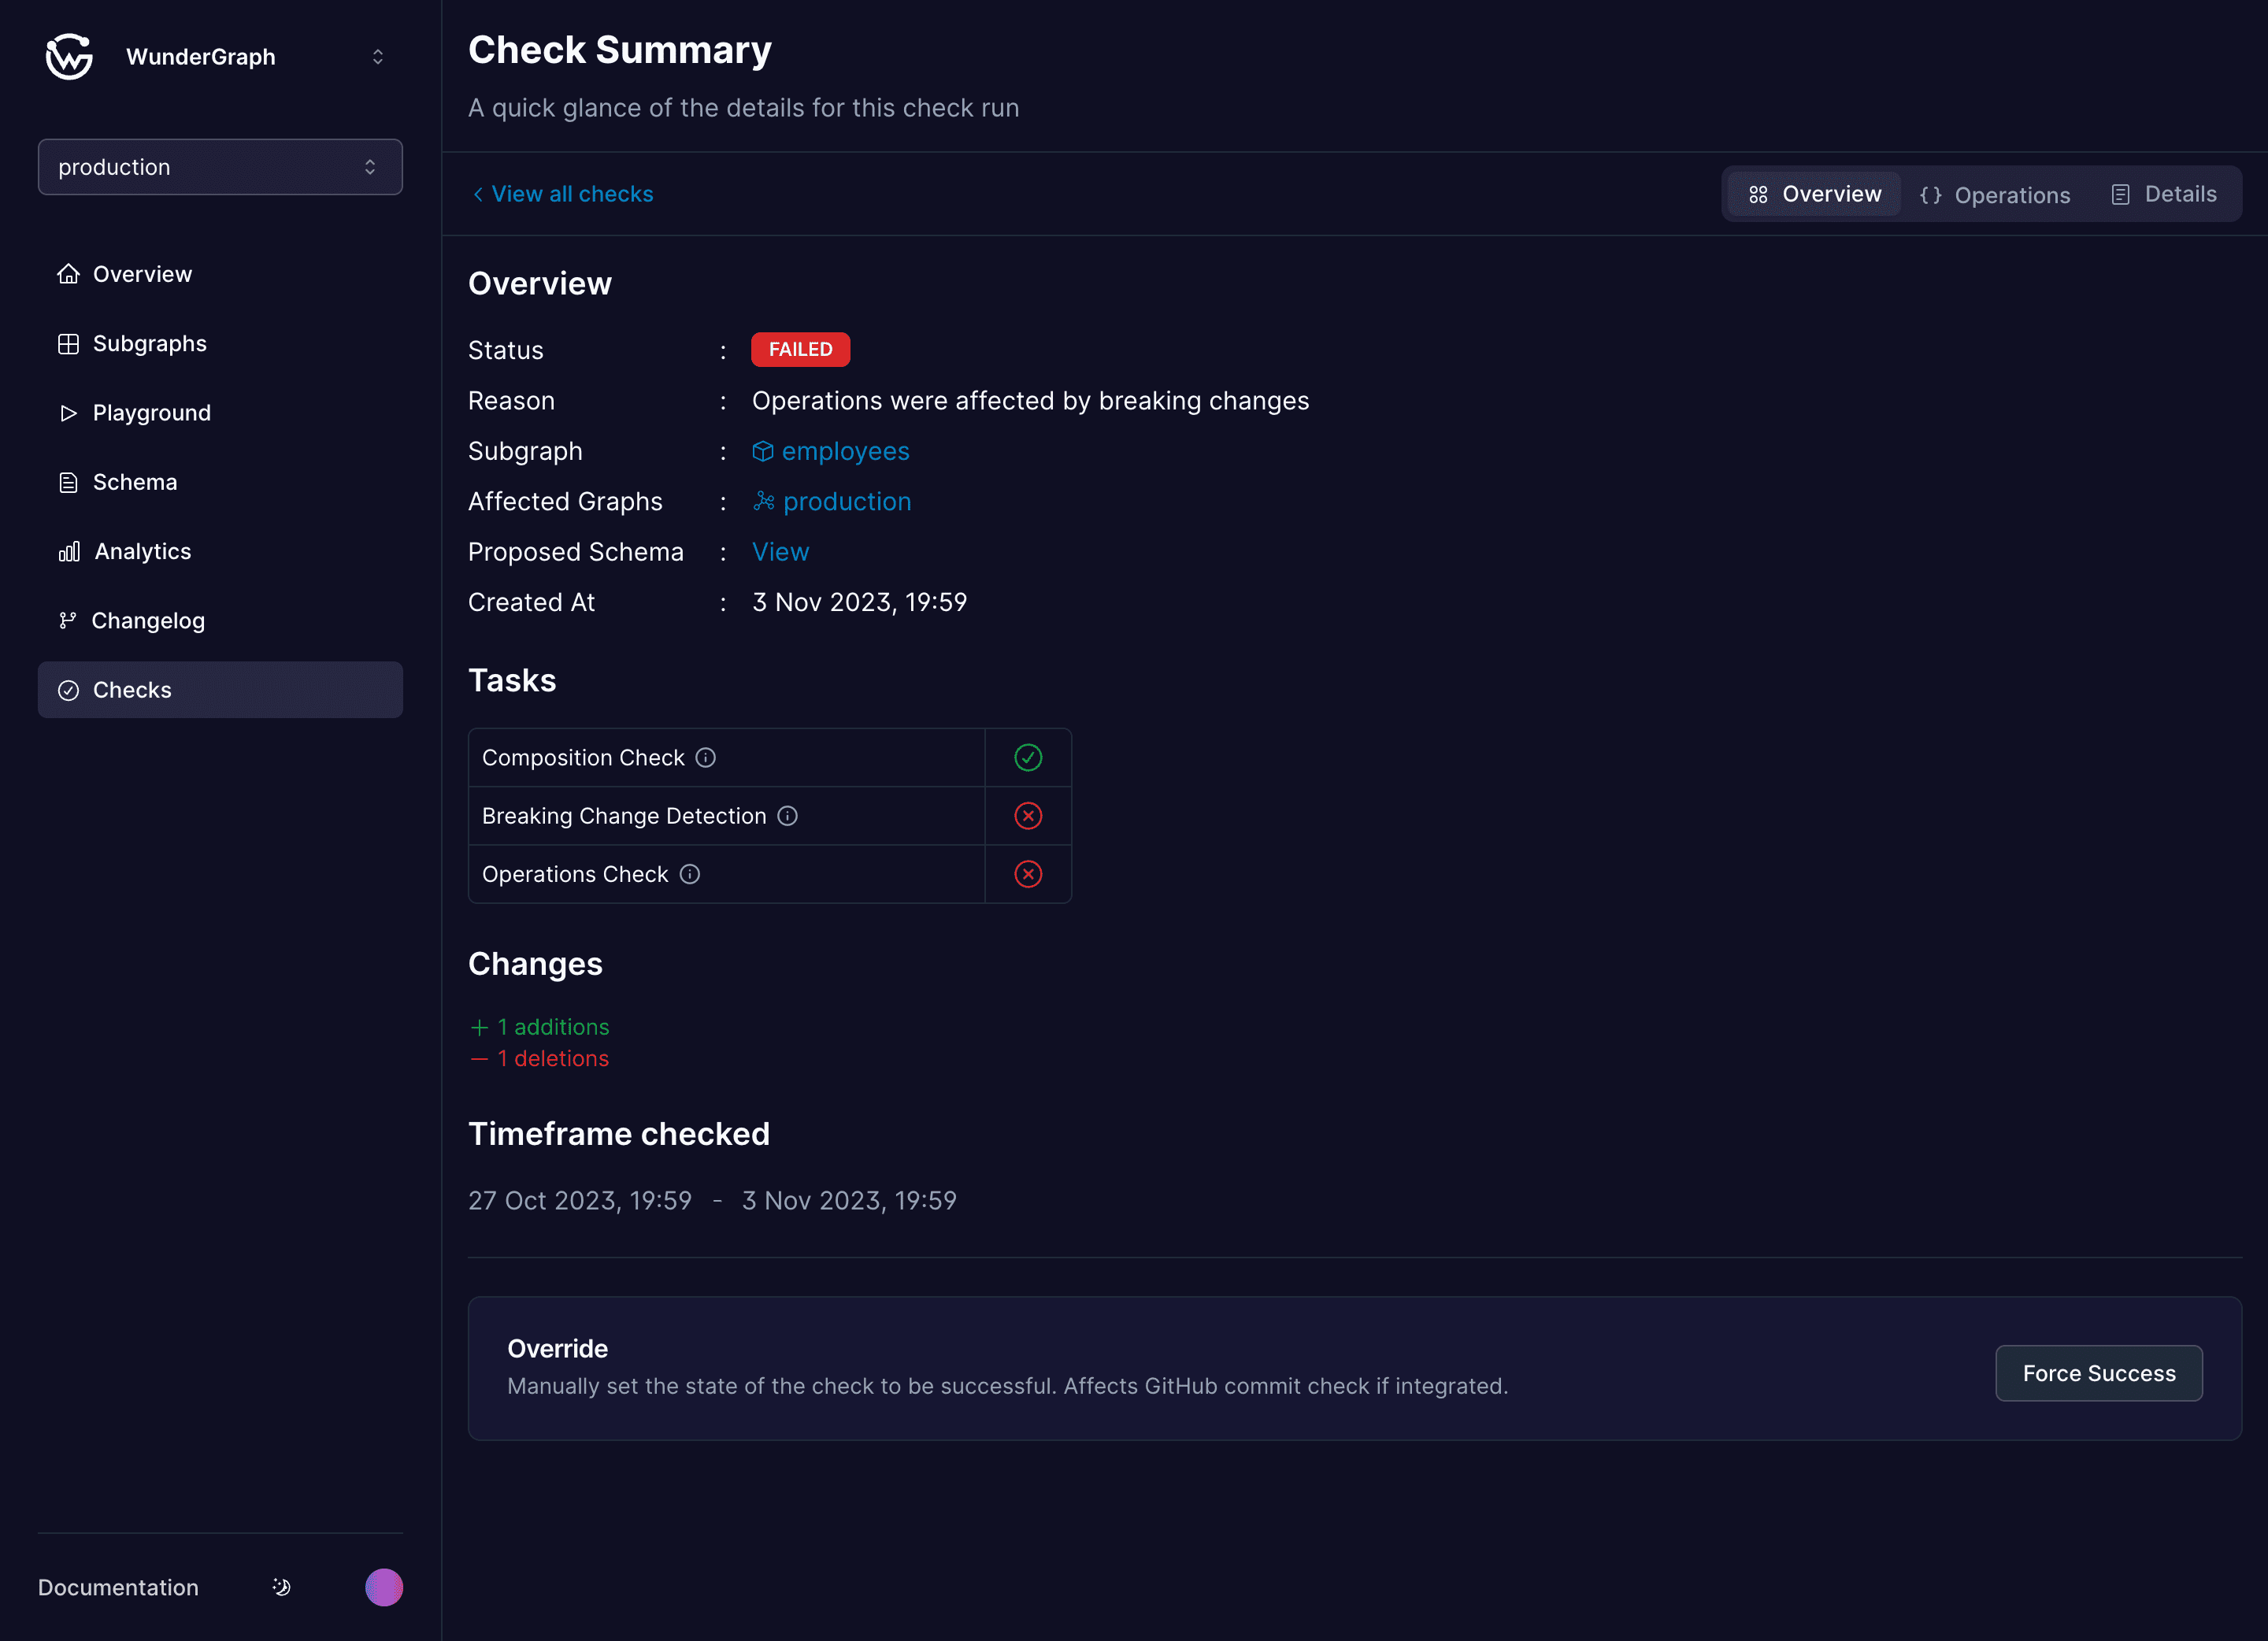 WunderGraph
production
Overview
Subgraphs
Playground
Schema
Analytics
Changelog
Checks
Documentation
Check Summary
A quick glance of the details for this check run
View all checks
Overview
Operations
Details
Overview
Status : FAILED
Reason : Operations were affected by breaking changes
Subgraph : employees
Affected Graphs : production
Proposed Schema : View
Created At : 3 Nov 2023, 19:59
Tasks
Composition Check
Breaking Change Detection
Operations Check
Changes
+ 1 additions
— 1 deletions
Timeframe checked
27 Oct 2023, 19:59 - 3 Nov 2023, 19:59
Override
Manually set the state of the check to be successful. Affects GitHub commit check if integrated.
Force Success